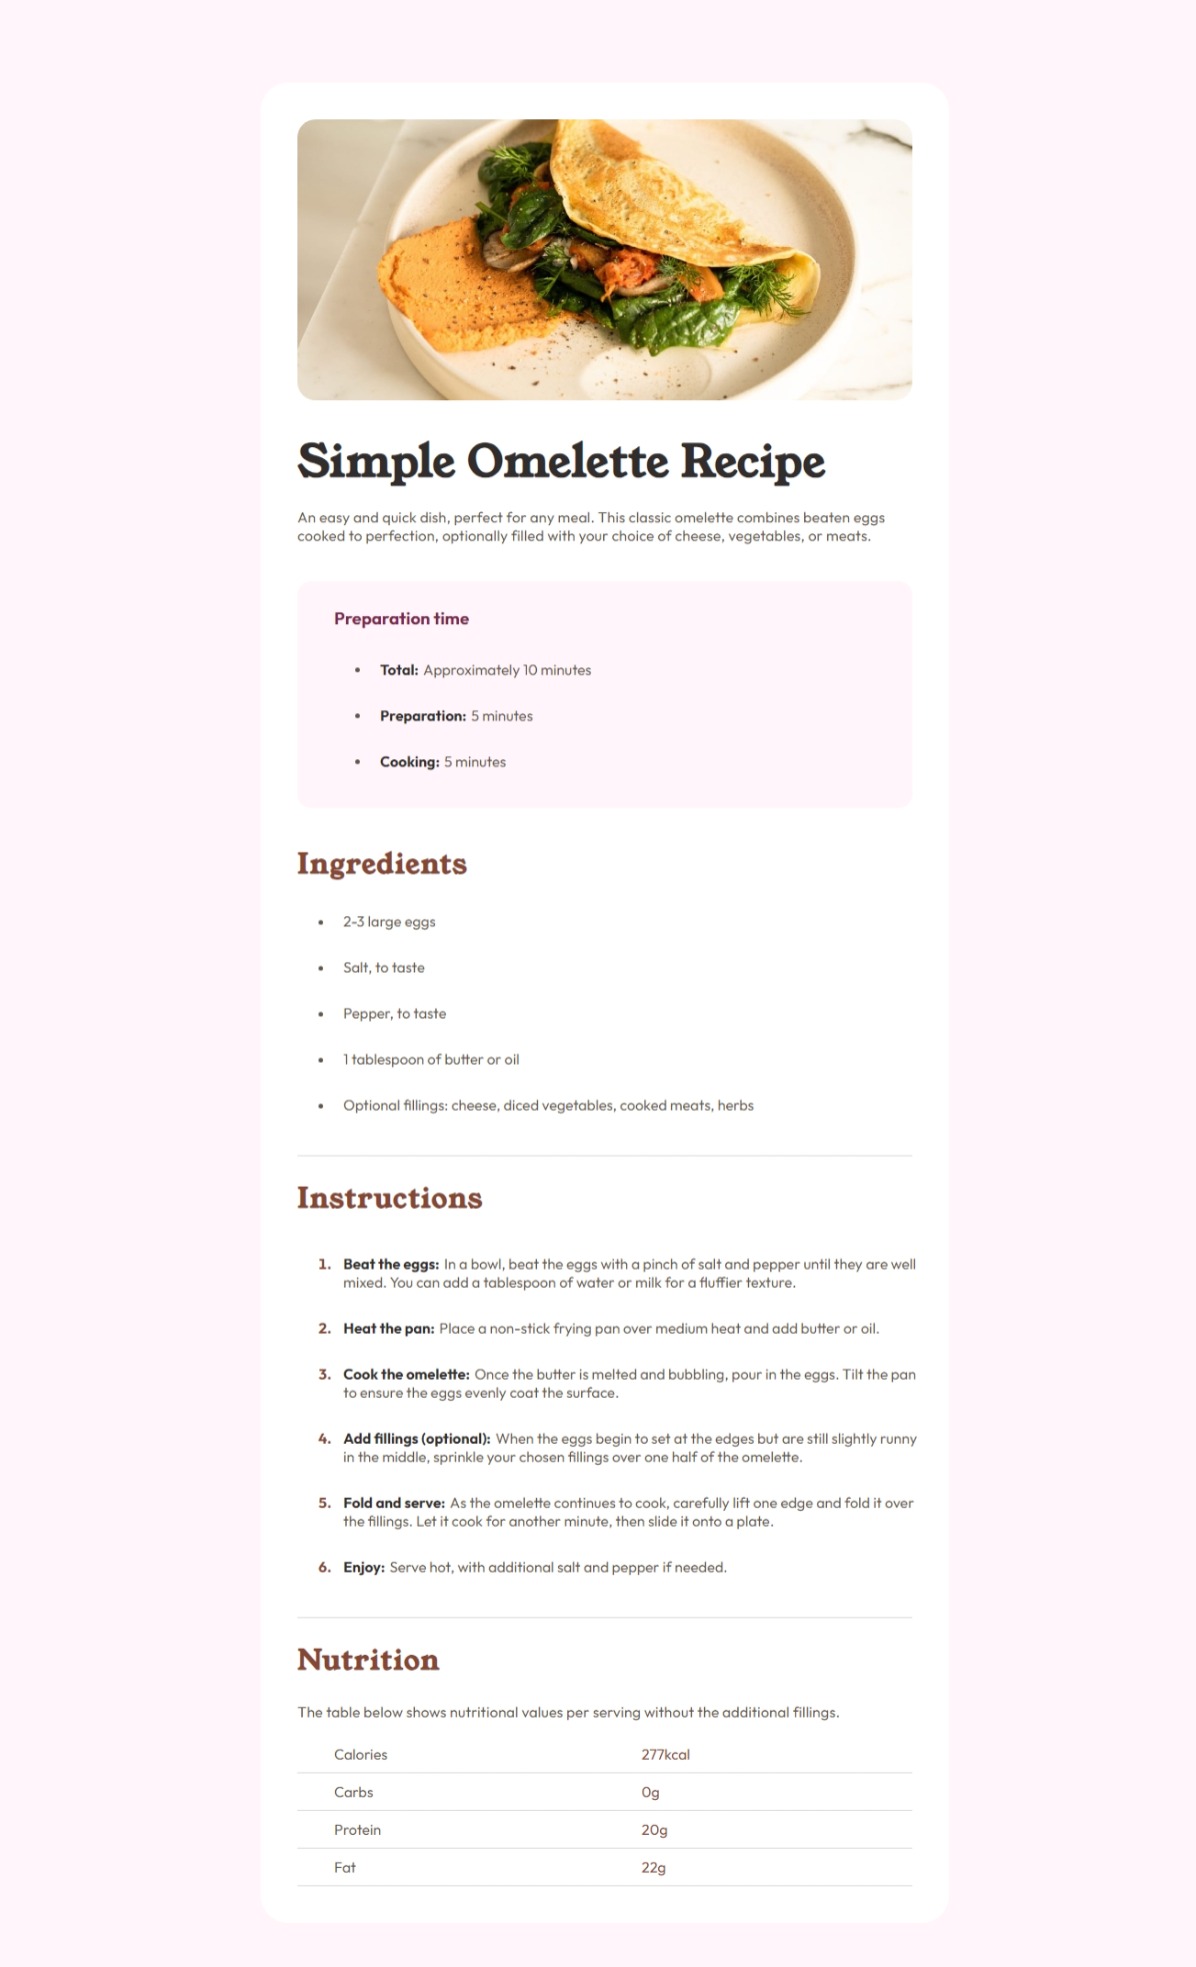 Simple Omelette Recipe
An easy and quick dish, perfect for any meal. This classic omelette combines beaten eggs
cooked to perfection, optionally filled with your choice of cheese, vegetables, or meats.
Preparation time
• Total: Approximately 10 minutes
• Preparation: 5 minutes
• Cooking: 5 minutes
Ingredients
• 2-3 large eggs
• Salt, to taste
• Pepper, to taste
• 1 tablespoon of butter or oil
• Optional fillings: cheese, diced vegetables, cooked meats, herbs
Instructions
1. Beat the eggs: In a bowl, beat the eggs with a pinch of salt and pepper until they are well
mixed. You can add a tablespoon of water or milk for a fluffier texture.
2. Heat the pan: Place a non-stick frying pan over medium heat and add butter or oil.
3. Cook the omelette: Once the butter is melted and bubbling, pour in the eggs. Tilt the pan
to ensure the eggs evenly coat the surface.
4. Add fillings (optional): When the eggs begin to set at the edges but are still slightly runny
in the middle, sprinkle your chosen fillings over one half of the omelette.
5. Fold and serve: As the omelette continues to cook, carefully lift one edge and fold it over
the fillings. Let it cook for another minute, then slide it onto a plate.
6. Enjoy: Serve hot, with additional salt and pepper if needed.
Nutrition
The table below shows nutritional values per serving without the additional fillings.
Calories 277kcal
Carbs 0g
Protein 20g
Fat 22g